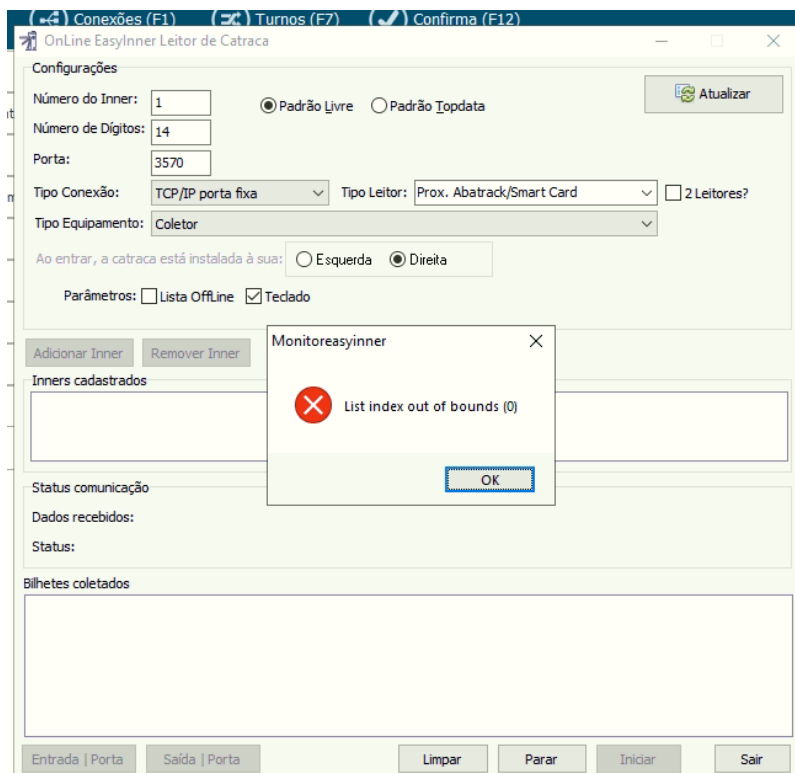 Conexões (F1) Turnos (F7) Confirma (F12)
OnLine EasyInner Leitor de Catraca
Configurações
Número do Inner: 1 Padrão Livre Padrão Topdata Atualizar
Número de Dígitos: 14
Porta: 3570
Tipo Conexão: TCP/IP porta fixa Tipo Leitor: Prox. Abatrack/Smart Card 2 Leitores?
Tipo Equipamento: Coletor
Ao entrar, a catraca está instalada à sua: Esquerda Direita
Parâmetros: Lista OffLine Teclado
Adicionar Inner Remover Inner
Monitoreasyinner
List index out of bounds (0)
OK
Inners cadastrados
Status comunicação
Dados recebidos:
Status:
Bilhetes coletados
Entrada | Porta Saída | Porta Limpar Parar Iniciar Sair